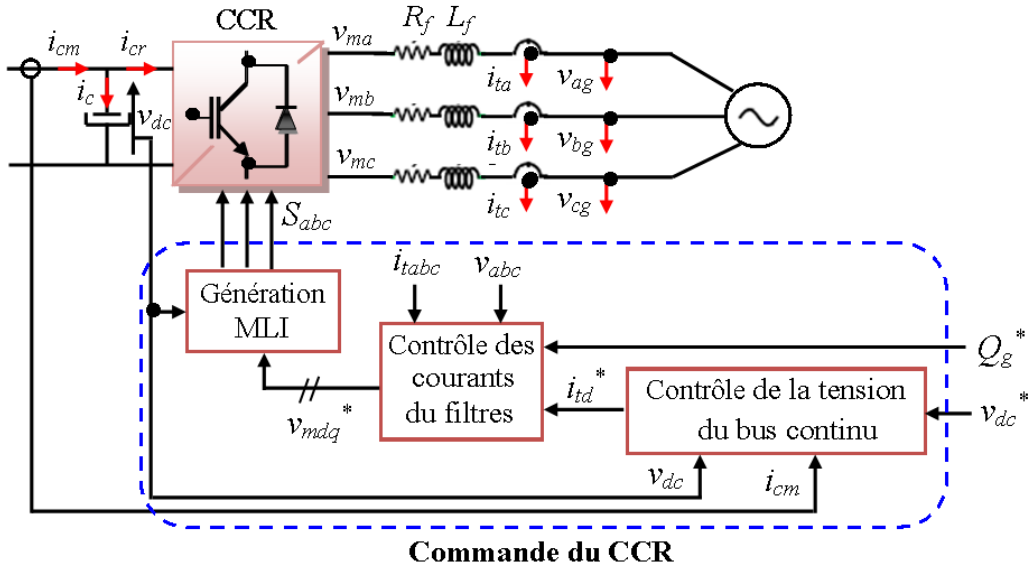 CCR
R_f L_f
i_cm i_cr v_ma
i_c i_ta v_ag
v_dc v_mb
i_tb v_bg
v_mc
i_tc v_cg
S_abc
i_tabc v_abc
Génération
MLI
Contrôle des
courants
du filtres
Q_g*
i_td*
Contrôle de la tension
du bus continu
v_dc*
v_mdq*
v_dc i_cm
Commande du CCR